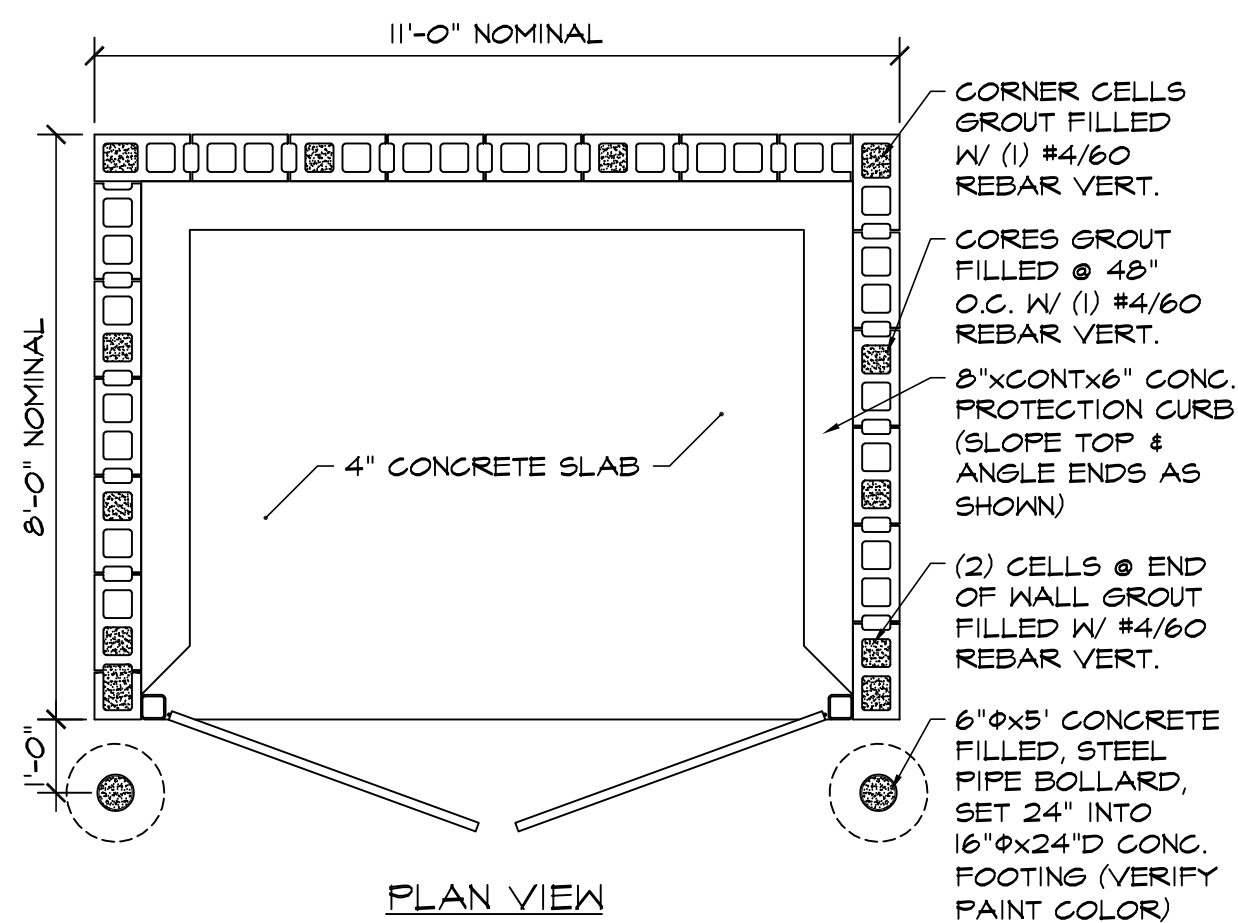 11'-0" NOMINAL
CORNER CELLS
GROUT FILLED
W/ (1) #4/60
REBAR VERT.
CORES GROUT
FILLED @ 48"
O.C. W/ (1) #4/60
REBAR VERT.
8"xCONTx6" CONC.
PROTECTION CURB
(SLOPE TOP &
ANGLE ENDS AS
SHOWN)
8'-0" NOMINAL
4" CONCRETE SLAB
(2) CELLS @ END
OF WALL GROUT
FILLED W/ #4/60
REBAR VERT.
1'-0"
6"Φx5' CONCRETE
FILLED, STEEL
PIPE BOLLARD,
SET 24" INTO
16"Φx24"D CONC.
FOOTING (VERIFY
PAINT COLOR)
PLAN VIEW